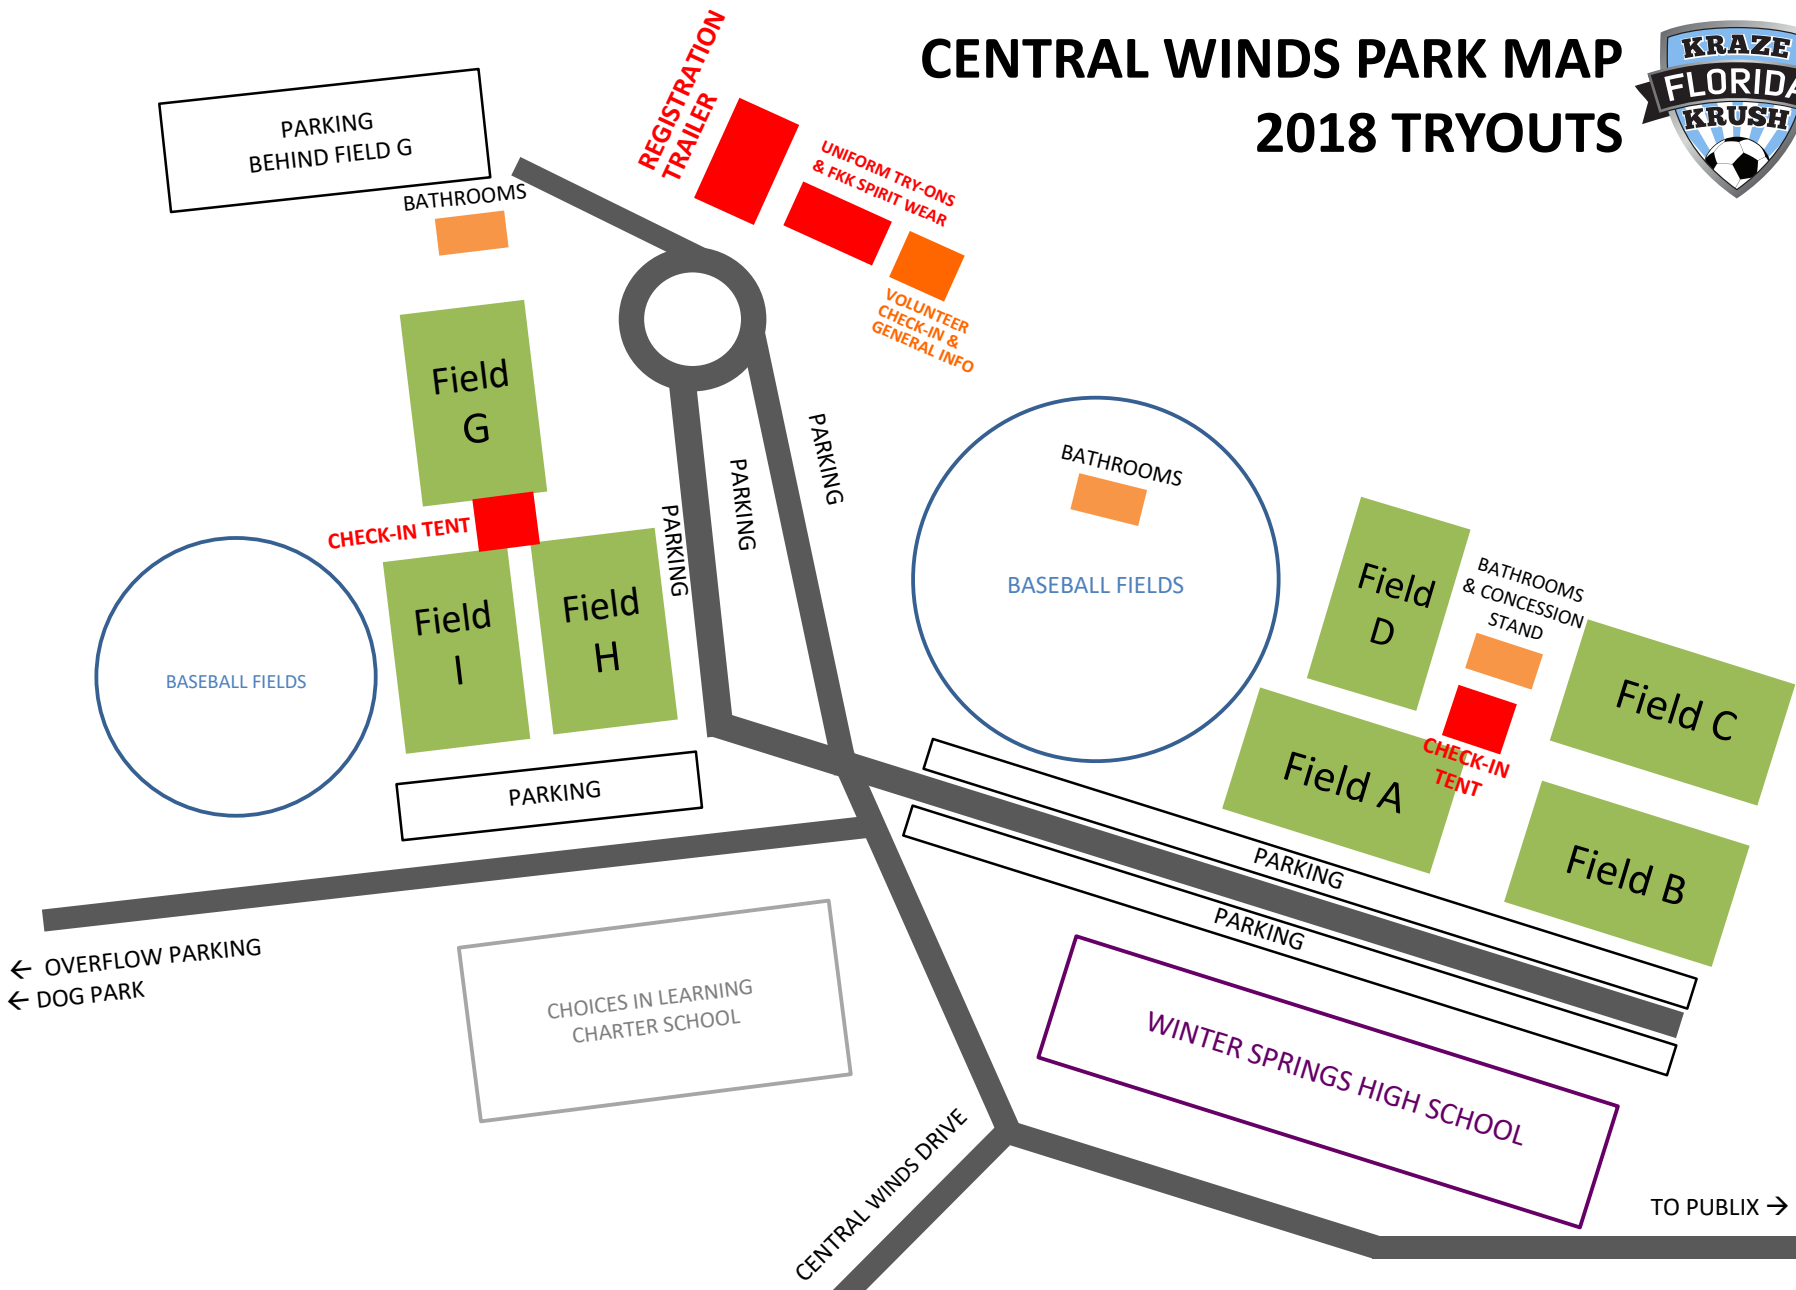 CENTRAL WINDS PARK MAP
2018 TRYOUTS
KRAZE
FLORIDA
KRUSH
REGISTRATION
TRAILER
UNIFORM TRY-ONS
& FKK SPIRIT WEAR
VOLUNTEER
CHECK-IN &
GENERAL INFO
PARKING
BEHIND FIELD G
BATHROOMS
Field
G
CHECK-IN TENT
Field
I
Field
H
PARKING
PARKING
PARKING
BASEBALL FIELDS
PARKING
BATHROOMS
BASEBALL FIELDS
Field
D
BATHROOMS
& CONCESSION
STAND
Field C
CHECK-IN
TENT
Field A
Field B
PARKING
PARKING
← OVERFLOW PARKING
← DOG PARK
CHOICES IN LEARNING
CHARTER SCHOOL
WINTER SPRINGS HIGH SCHOOL
CENTRAL WINDS DRIVE
TO PUBLIX →